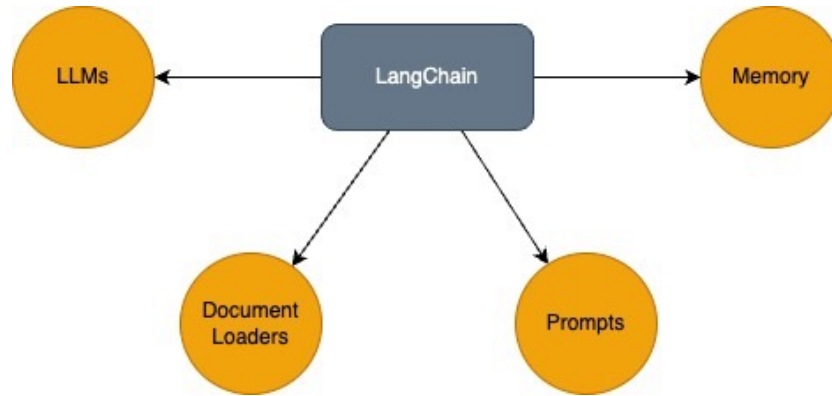 LLMs
LangChain
Memory
Document
Loaders
Prompts